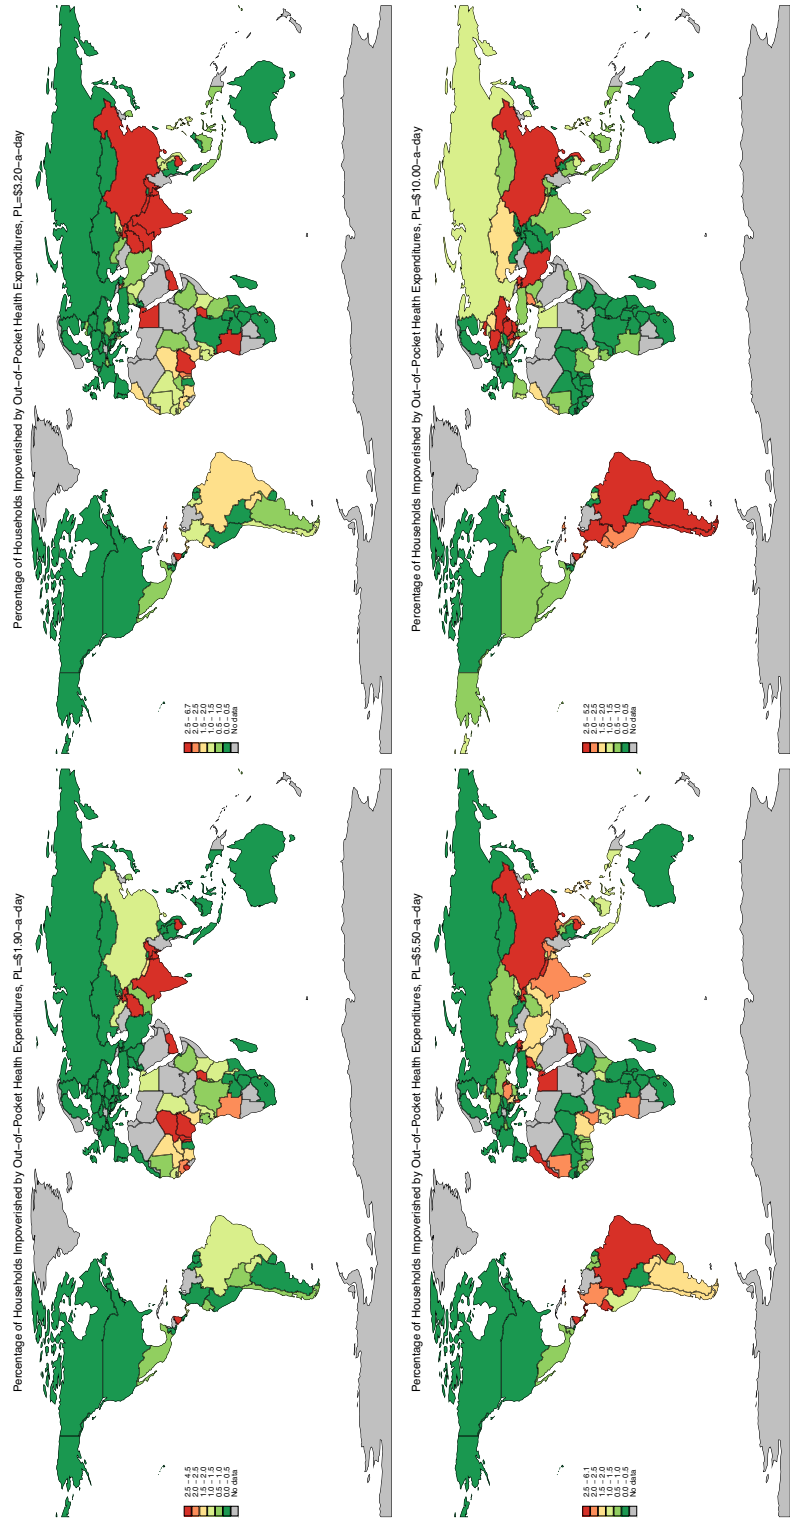 Percentage of Households Impoverished by Out−of−Pocket Health Expenditures, PL=$1.90−a−day
2.5 − 4.5
2.0 − 2.5
1.5 − 2.0
1.0 − 1.5
0.5 − 1.0
0.0 − 0.5
No data
Percentage of Households Impoverished by Out−of−Pocket Health Expenditures, PL=$3.20−a−day
2.5 − 6.7
2.0 − 2.5
1.5 − 2.0
1.0 − 1.5
0.5 − 1.0
0.0 − 0.5
No data
Percentage of Households Impoverished by Out−of−Pocket Health Expenditures, PL=$5.50−a−day
2.5 − 6.1
2.0 − 2.5
1.5 − 2.0
1.0 − 1.5
0.5 − 1.0
0.0 − 0.5
No data
Percentage of Households Impoverished by Out−of−Pocket Health Expenditures, PL=$10.00−a−day
2.5 − 5.2
2.0 − 2.5
1.5 − 2.0
1.0 − 1.5
0.5 − 1.0
0.0 − 0.5
No data